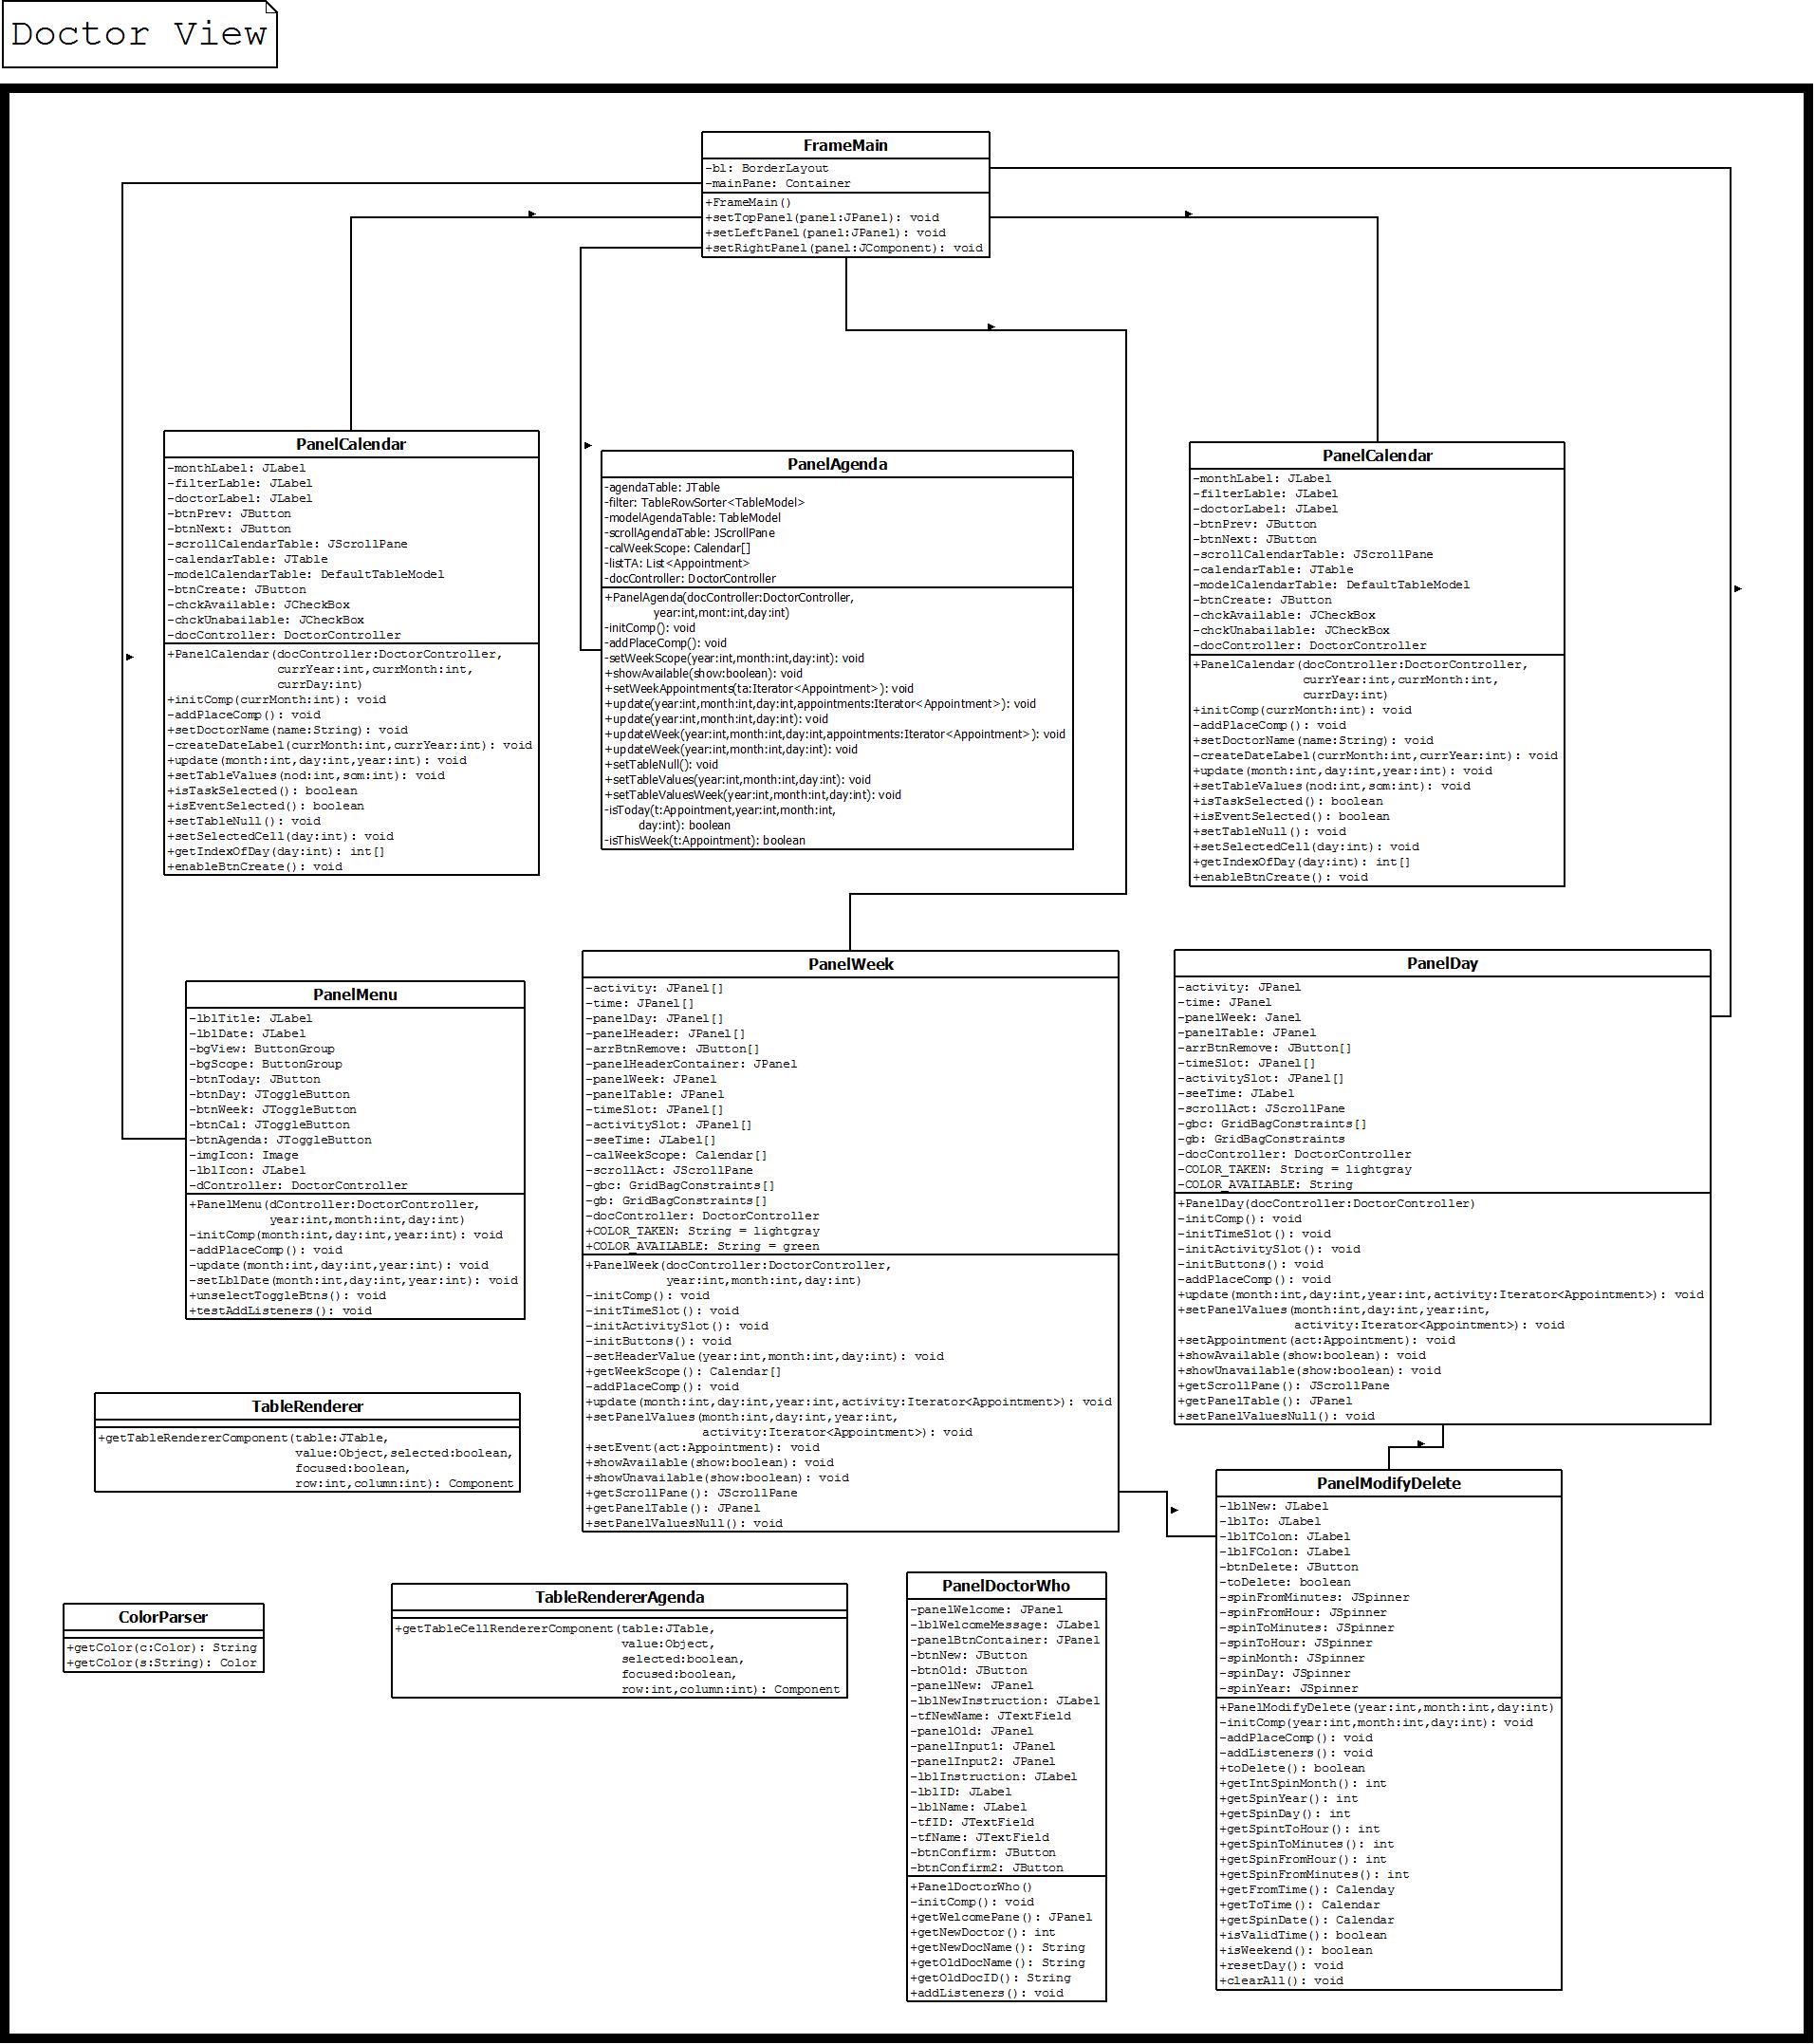 Doctor View
FrameMain
-bl: BorderLayout
-mainPane: Container
+FrameMain()
+setTopPanel(panel:JPanel): void
+setLeftPanel(panel:JPanel): void
+setRightPanel(panel:JComponent): void
PanelCalendar
-monthLabel: JLabel
-filterLable: JLabel
-doctorLabel: JLabel
-btnPrev: JButton
-btnNext: JButton
-scrollCalendarTable: JScrollPane
-calendarTable: JTable
-modelCalendarTable: DefaultTableModel
-btnCreate: JButton
-chckAvailable: JCheckBox
-chckUnabailable: JCheckBox
-docController: DoctorController
+PanelCalendar(docController:DoctorController,
currYear:int,currMonth:int,
currDay:int)
+initComp(currMonth:int): void
-addPlaceComp(): void
+setDoctorName(name:String): void
-createDateLabel(currMonth:int,currYear:int): void
+update(month:int,day:int,year:int): void
+setTableValues(nod:int,som:int): void
+isTaskSelected(): boolean
+isEventSelected(): boolean
+setTableNull(): void
+setSelectedCell(day:int): void
+getIndexOfDay(day:int): int[]
+enableBtnCreate(): void
PanelAgenda
-agendaTable: JTable
-filter: TableRowSorter<TableModel>
-modelAgendaTable: TableModel
-scrollAgendaTable: JScrollPane
-calWeekScope: Calendar[]
-listTA: List<Appointment>
-docController: DoctorController
+PanelAgenda(docController:DoctorController,
year:int,mont:int,day:int)
-initComp(): void
-addPlaceComp(): void
-setWeekScope(year:int,month:int,day:int): void
+showAvailable(show:boolean): void
+setWeekAppointments(ta:Iterator<Appointment>): void
+update(year:int,month:int,day:int,appointments:Iterator<Appointment>): void
+update(year:int,month:int,day:int): void
+updateWeek(year:int,month:int,day:int,appointments:Iterator<Appointment>): void
+updateWeek(year:int,month:int,day:int): void
+setTableNull(): void
+setTableValues(year:int,month:int,day:int): void
+setTableValuesWeek(year:int,month:int,day:int): void
-isToday(t:Appointment,year:int,month:int,
day:int): boolean
-isThisWeek(t:Appointment): boolean
PanelCalendar
-monthLabel: JLabel
-filterLable: JLabel
-doctorLabel: JLabel
-btnPrev: JButton
-btnNext: JButton
-scrollCalendarTable: JScrollPane
-calendarTable: JTable
-modelCalendarTable: DefaultTableModel
-btnCreate: JButton
-chckAvailable: JCheckBox
-chckUnabailable: JCheckBox
-docController: DoctorController
+PanelCalendar(docController:DoctorController,
currYear:int,currMonth:int,
currDay:int)
+initComp(currMonth:int): void
-addPlaceComp(): void
+setDoctorName(name:String): void
-createDateLabel(currMonth:int,currYear:int): void
+update(month:int,day:int,year:int): void
+setTableValues(nod:int,som:int): void
+isTaskSelected(): boolean
+isEventSelected(): boolean
+setTableNull(): void
+setSelectedCell(day:int): void
+getIndexOfDay(day:int): int[]
+enableBtnCreate(): void
PanelMenu
-lblTitle: JLabel
-lblDate: JLabel
-bgView: ButtonGroup
-bgScope: ButtonGroup
-btnToday: JButton
-btnDay: JToggleButton
-btnWeek: JToggleButton
-btnCal: JToggleButton
-btnAgenda: JToggleButton
-imgIcon: Image
-lblIcon: JLabel
-dController: DoctorController
+PanelMenu(dController:DoctorController,
year:int,month:int,day:int)
-initComp(month:int,day:int,year:int): void
-addPlaceComp(): void
-update(month:int,day:int,year:int): void
-setLblDate(month:int,day:int,year:int): void
+unselectToggleBtns(): void
+testAddListeners(): void
PanelWeek
-activity: JPanel[]
-time: JPanel[]
-panelDay: JPanel[]
-panelHeader: JPanel[]
-arrBtnRemove: JButton[]
-panelHeaderContainer: JPanel
-panelWeek: JPanel
-panelTable: JPanel
-timeSlot: JPanel[]
-activitySlot: JPanel[]
-seeTime: JLabel[]
-calWeekScope: Calendar[]
-scrollAct: JScrollPane
-gbc: GridBagConstraints[]
-gb: GridBagConstraints[]
-docController: DoctorController
+COLOR_TAKEN: String = lightgray
+COLOR_AVAILABLE: String = green
+PanelWeek(docController:DoctorController,
year:int,month:int,day:int)
-initComp(): void
-initTimeSlot(): void
-initActivitySlot(): void
-initButtons(): void
-setHeaderValue(year:int,month:int,day:int): void
+getWeekScope(): Calendar[]
-addPlaceComp(): void
+update(month:int,day:int,year:int,activity:Iterator<Appointment>): void
+setPanelValues(month:int,day:int,year:int,
activity:Iterator<Appointment>): void
+setEvent(act:Appointment): void
+showAvailable(show:boolean): void
+showUnavailable(show:boolean): void
+getScrollPane(): JScrollPane
+getPanelTable(): JPanel
+setPanelValuesNull(): void
PanelDay
-activity: JPanel
-time: JPanel
-panelWeek: Janel
-panelTable: JPanel
-arrBtnRemove: JButton[]
-timeSlot: JPanel[]
-activitySlot: JPanel[]
-seeTime: JLabel
-scrollAct: JScrollPane
-gbc: GridBagConstraints[]
-gb: GridBagConstraints
-docController: DoctorController
-COLOR_TAKEN: String = lightgray
-COLOR_AVAILABLE: String
+PanelDay(docController:DoctorController)
-initComp(): void
-initTimeSlot(): void
-initActivitySlot(): void
-initButtons(): void
-addPlaceComp(): void
+update(month:int,day:int,year:int,activity:Iterator<Appointment>): void
+setPanelValues(month:int,day:int,year:int,
activity:Iterator<Appointment>): void
+setAppointment(act:Appointment): void
+showAvailable(show:boolean): void
+showUnavailable(show:boolean): void
+getScrollPane(): JScrollPane
+getPanelTable(): JPanel
+setPanelValuesNull(): void
TableRenderer
+getTableRendererComponent(table:JTable,
value:Object,selected:boolean,
focused:boolean,
row:int,column:int): Component
PanelModifyDelete
-lblNew: JLabel
-lblTo: JLabel
-lblTColon: JLabel
-lblFColon: JLabel
-btnDelete: JButton
-toDelete: boolean
-spinFromMinutes: JSpinner
-spinFromHour: JSpinner
-spinToMinutes: JSpinner
-spinToHour: JSpinner
-spinMonth: JSpinner
-spinDay: JSpinner
-spinYear: JSpinner
+PanelModifyDelete(year:int,month:int,day:int)
-initComp(year:int,month:int,day:int): void
-addPlaceComp(): void
-addListeners(): void
+toDelete(): boolean
+getIntSpinMonth(): int
+getSpinYear(): int
+getSpinDay(): int
+getSpintToHour(): int
+getSpinToMinutes(): int
+getSpinFromHour(): int
+getSpinFromMinutes(): int
+getFromTime(): Calenday
+getToTime(): Calendar
+getSpinDate(): Calendar
+isValidTime(): boolean
+isWeekend(): boolean
+resetDay(): void
+clearAll(): void
ColorParser
+getColor(c:Color): String
+getColor(s:String): Color
TableRendererAgenda
+getTableCellRendererComponent(table:JTable,
value:Object,
selected:boolean,
focused:boolean,
row:int,column:int): Component
PanelDoctorWho
-panelWelcome: JPanel
-lblWelcomeMessage: JLabel
-panelBtnContainer: JPanel
-btnNew: JButton
-btnOld: JButton
-panelNew: JPanel
-lblNewInstruction: JLabel
-tfNewName: JTextField
-panelOld: JPanel
-panelInput1: JPanel
-panelInput2: JPanel
-lblInstruction: JLabel
-lblID: JLabel
-lblName: JLabel
-tfID: JTextField
-tfName: JTextField
-btnConfirm: JButton
-btnConfirm2: JButton
+PanelDoctorWho()
-initComp(): void
+getWelcomePane(): JPanel
+getNewDoctor(): int
+getNewDocName(): String
+getOldDocName(): String
+getOldDocID(): String
+addListeners(): void